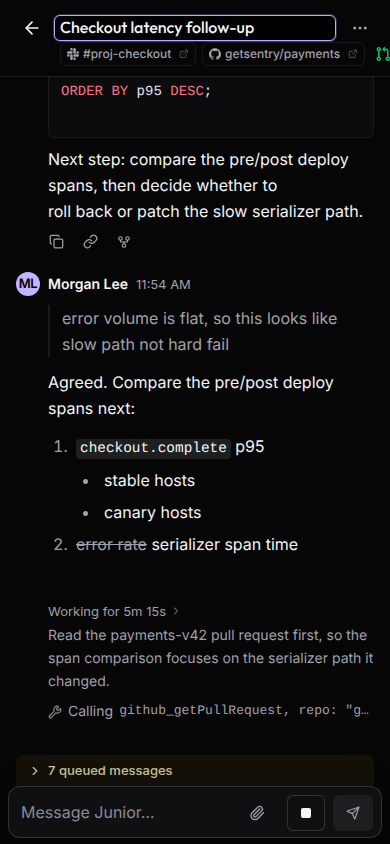 Checkout latency follow-up
#proj-checkout
getsentry/payments
ORDER BY p95 DESC;
Next step: compare the pre/post deploy
spans, then decide whether to
roll back or patch the slow serializer path.
ML Morgan Lee 11:54 AM
error volume is flat, so this looks like
slow path not hard fail
Agreed. Compare the pre/post deploy
spans next:
1. checkout.complete p95
• stable hosts
• canary hosts
2. error rate serializer span time
Working for 5m 15s
Read the payments-v42 pull request first, so the
span comparison focuses on the serializer path it
changed.
Calling github_getPullRequest, repo: "g…
7 queued messages
Message Junior...